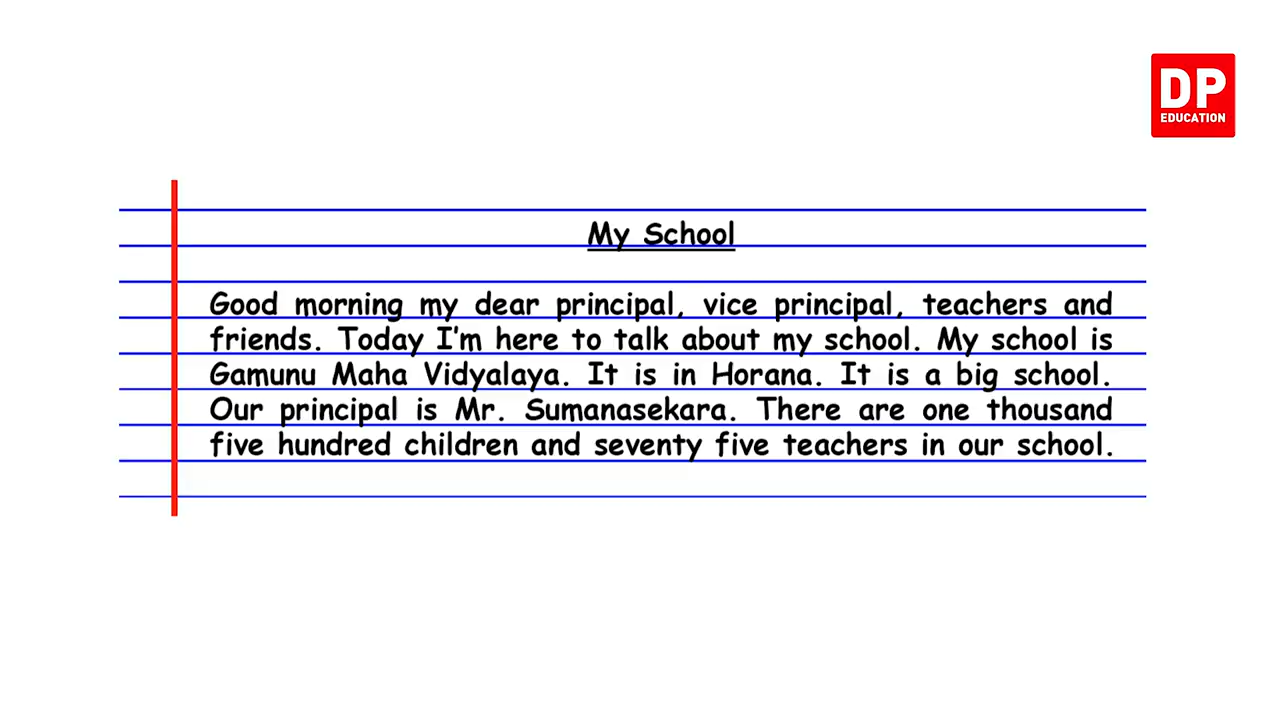 DP
EDUCATION
My School
Good morning my dear principal, vice principal, teachers and
friends. Today I'm here to talk about my school. My school is
Gamunu Maha Vidyalaya. It is in Horana. It is a big school.
Our principal is Mr. Sumanasekara. There are one thousand
five hundred children and seventy five teachers in our school.